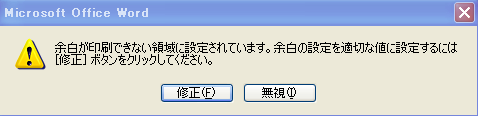 Microsoft Office Word
余白が印刷できない領域に設定されています。余白の設定を適切な値に設定するには
[修正] ボタンをクリックしてください。
修正(F)
無視(I)